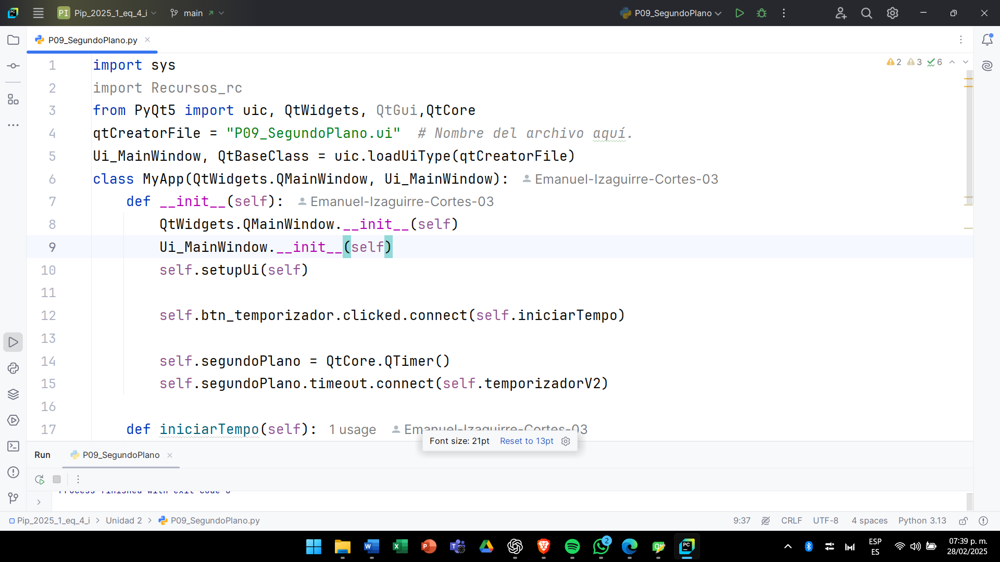 PI Pip_2025_1_eq_4_i main P09_SegundoPlano
P09_SegundoPlano.py
2 3 6
1 import sys
2 import Recursos_rc
3 from PyQt5 import uic, QtWidgets, QtGui,QtCore
4 qtCreatorFile = "P09_SegundoPlano.ui"  # Nombre del archivo aquí.
5 Ui_MainWindow, QtBaseClass = uic.loadUiType(qtCreatorFile)
6 class MyApp(QtWidgets.QMainWindow, Ui_MainWindow): Emanuel-Izaguirre-Cortes-03
7 def __init__(self): Emanuel-Izaguirre-Cortes-03
8 QtWidgets.QMainWindow.__init__(self)
9 Ui_MainWindow.__init__(self)
10 self.setupUi(self)
11
12 self.btn_temporizador.clicked.connect(self.iniciarTempo)
13
14 self.segundoPlano = QtCore.QTimer()
15 self.segundoPlano.timeout.connect(self.temporizadorV2)
16
17 def iniciarTempo(self): 1 usage Emanuel-Izaguirre-Cortes-03
Font size: 21pt Reset to 13pt
Run P09_SegundoPlano
Process finished with exit code 0
Pip_2025_1_eq_4_i > Unidad 2 > P09_SegundoPlano.py 9:37 CRLF UTF-8 4 spaces Python 3.13
2
ESP
ES
07:39 p. m.
28/02/2025